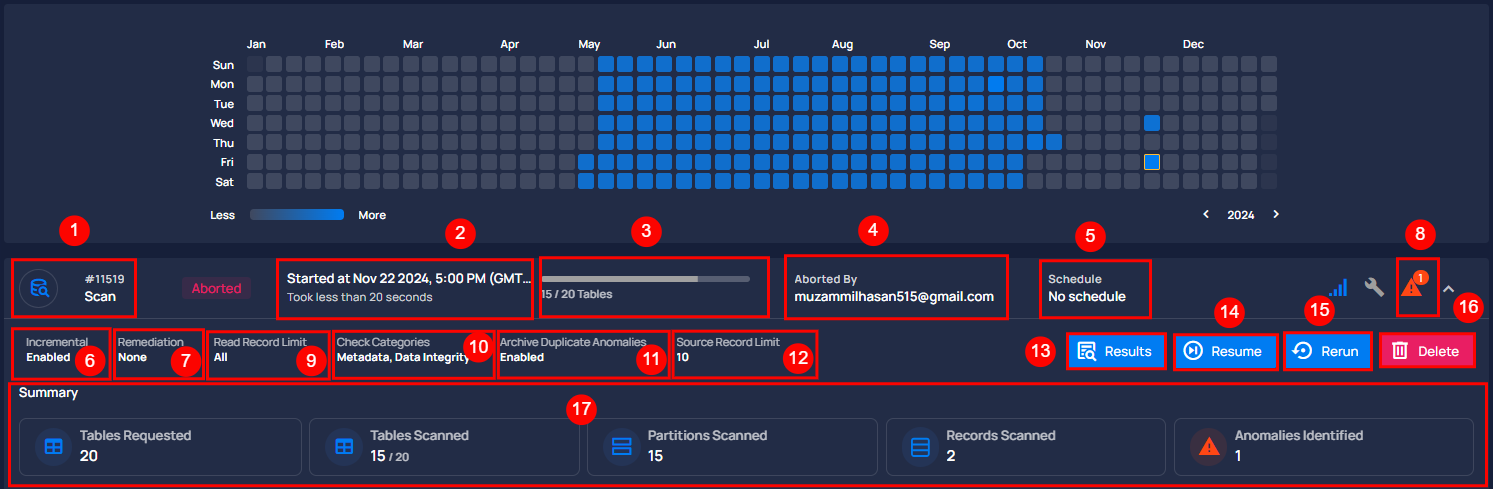 Jan Feb Mar Apr May Jun Jul Aug Sep Oct Nov Dec
Sun
Mon
Tue
Wed
Thu
Fri
Sat
Less More
2024
1 2 3 4 5 8
#11519
Scan
Aborted
Started at Nov 22 2024, 5:00 PM (GMT...
Took less than 20 seconds
15 / 20 Tables
Aborted By
muzammilhasan515@gmail.com
Schedule
No schedule
1
Incremental
Enabled
6
Remediation
None
7
Read Record Limit
All
9
Check Categories
Metadata, Data Integrity
10
Archive Duplicate Anomalies
Enabled
11
Source Record Limit
10
12
13
Results
14
Resume
15
Rerun
16
Delete
Summary
17
Tables Requested
20
Tables Scanned
15 / 20
Partitions Scanned
15
Records Scanned
2
Anomalies Identified
1